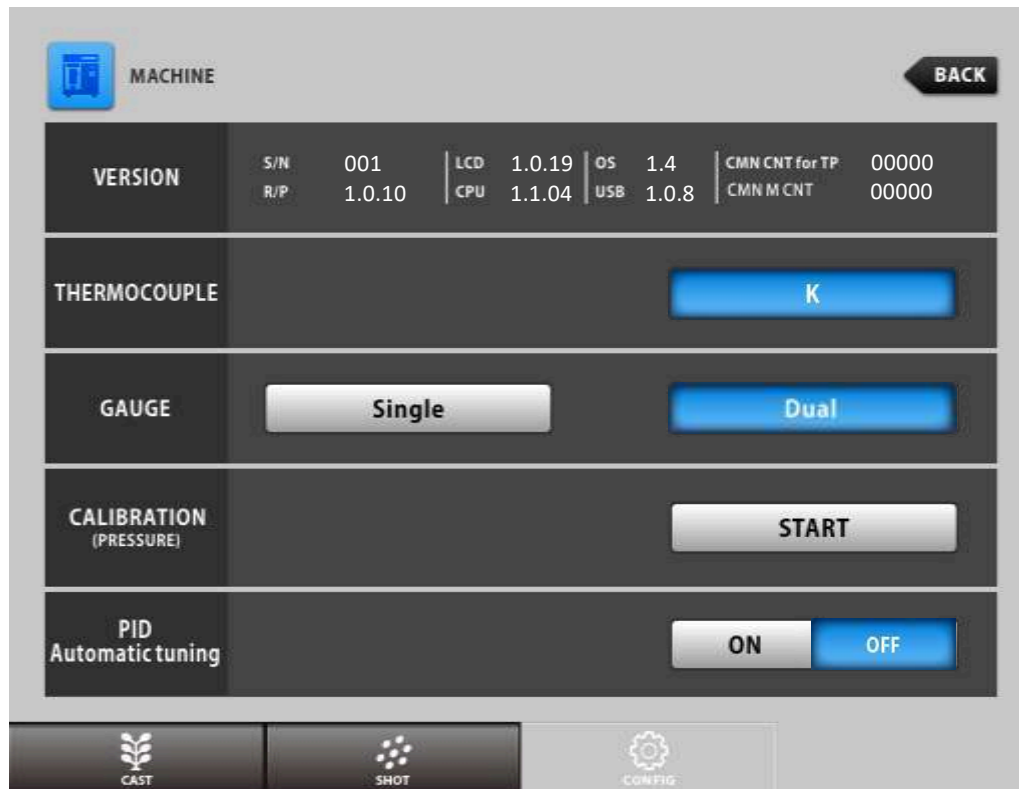 MACHINE
BACK
VERSION
S/N 001 LCD 1.0.19 OS 1.4 CMN CNT for TP 00000
R/P 1.0.10 CPU 1.1.04 USB 1.0.8 CMN M CNT 00000
THERMOCOUPLE
K
GAUGE
Single
Dual
CALIBRATION
(PRESSURE)
START
PID
Automatic tuning
ON
OFF
CAST
SHOT
CONFIG